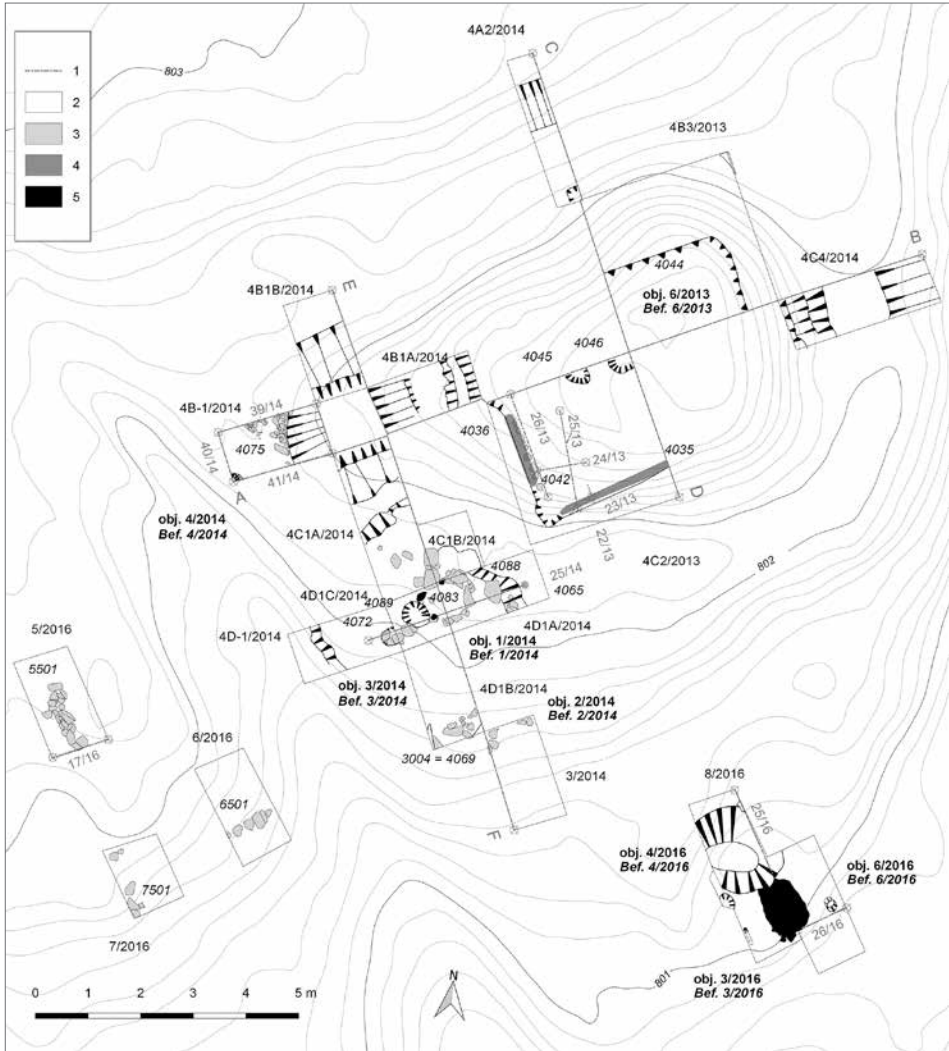 4A2/2014
C
803
1
2
3
4
5
4B3/2013
B
4C4/2014
4044
obj. 6/2013
Bef. 6/2013
4B1B/2014
E
4046
4045
4B1A/2014
39/14
4B-1/2014
4075
40/14
41/14
A
4036
26/13
25/13
24/13
4042
4035
23/13
D
22/13
obj. 4/2014
Bef. 4/2014
4C1A/2014
4C1B/2014
4088
25/14
4065
4C2/2013
802
4D1C/2014
4089
4083
4072
4D-1/2014
4D1A/2014
obj. 1/2014
Bef. 1/2014
5/2016
5501
obj. 3/2014
Bef. 3/2014
4D1B/2014
obj. 2/2014
Bef. 2/2014
17/16
6/2016
3004 = 4069
3/2014
6501
F
8/2016
25/16
obj. 4/2016
Bef. 4/2016
obj. 6/2016
Bef. 6/2016
7501
7/2016
26/16
801
obj. 3/2016
Bef. 3/2016
N
0 1 2 3 4 5 m